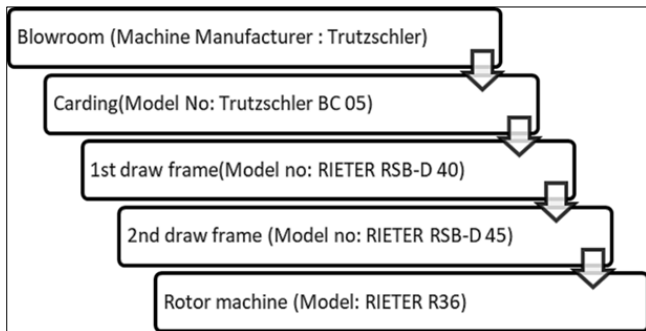 Blowroom (Machine Manufacturer : Trutzschler)
Carding(Model No: Trutzschler BC 05)
1st draw frame(Model no: RIETER RSB-D 40)
2nd draw frame (Model no: RIETER RSB-D 45)
Rotor machine (Model: RIETER R36)